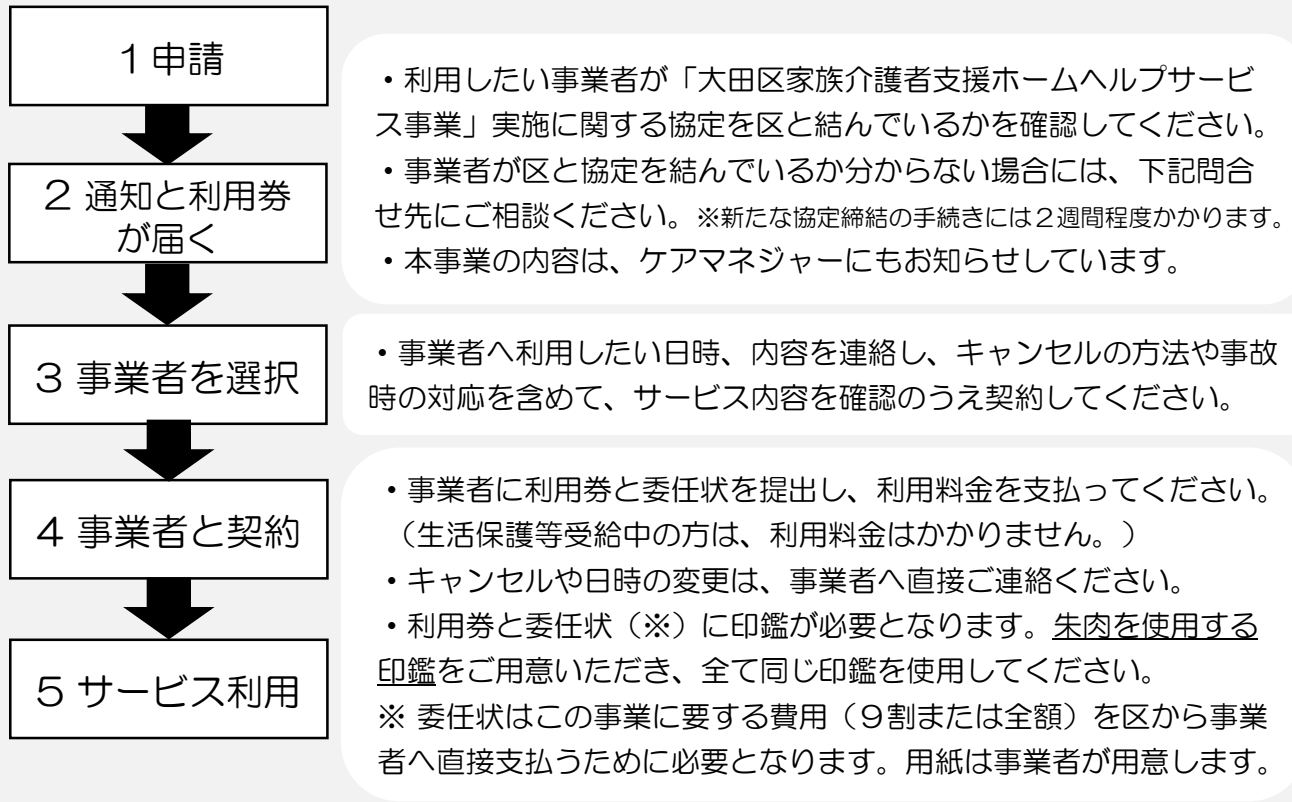 １申請
２ 通知と利用券
が届く
３ 事業者を選択
４ 事業者と契約
５ サービス利用
・利用したい事業者が「大田区家族介護者支援ホームヘルプサービ
ス事業」実施に関する協定を区と結んでいるかを確認してください。
・事業者が区と協定を結んでいるか分からない場合には、下記問合
せ先にご相談ください。※新たな協定締結の手続きには２週間程度かかります。
・本事業の内容は、ケアマネジャーにもお知らせしています。
・事業者へ利用したい日時、内容を連絡し、キャンセルの方法や事故
時の対応を含めて、サービス内容を確認のうえ契約してください。
・事業者に利用券と委任状を提出し、利用料金を支払ってください。
（生活保護等受給中の方は、利用料金はかかりません。）
・キャンセルや日時の変更は、事業者へ直接ご連絡ください。
・利用券と委任状（※）に印鑑が必要となります。朱肉を使用する
印鑑をご用意いただき、全て同じ印鑑を使用してください。
※ 委任状はこの事業に要する費用（９割または全額）を区から事業
者へ直接支払うために必要となります。用紙は事業者が用意します。